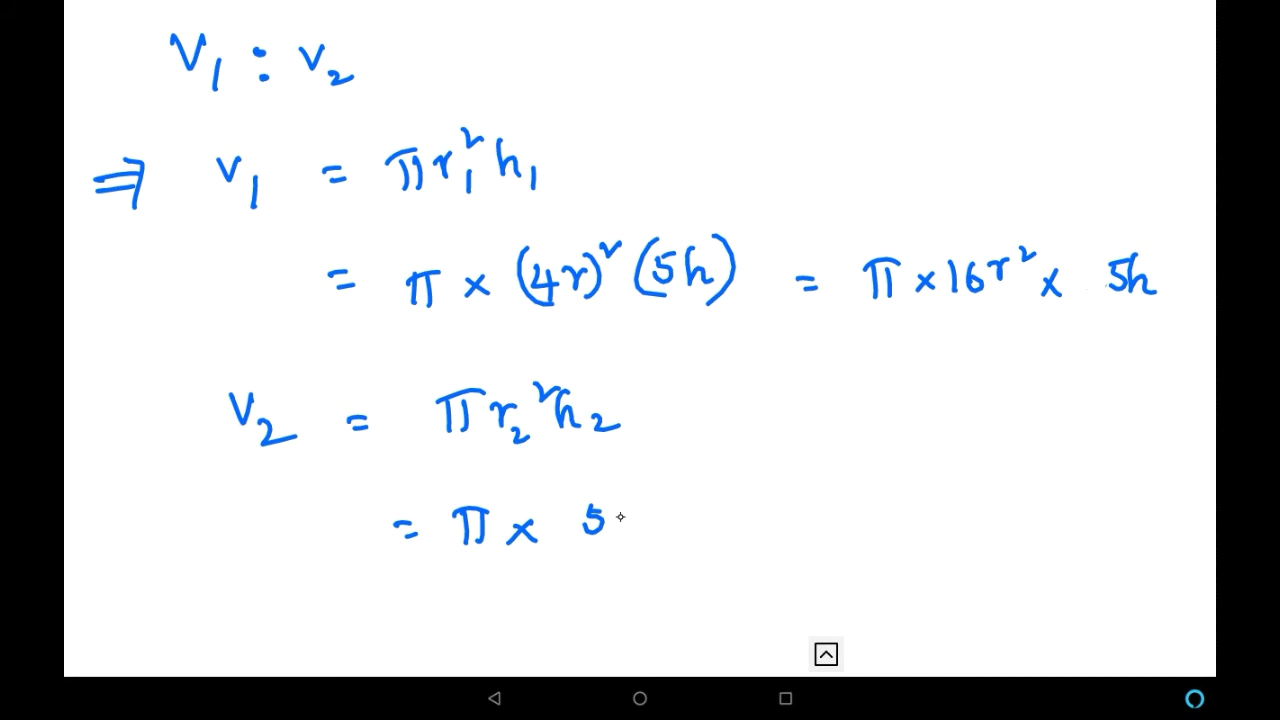 V₁ : V₂
⇒ V₁ = πr₁²h₁
= π × (4r)² (5h) = π × 16r² × 5h
V₂ = πr₂²h₂
= π × 5